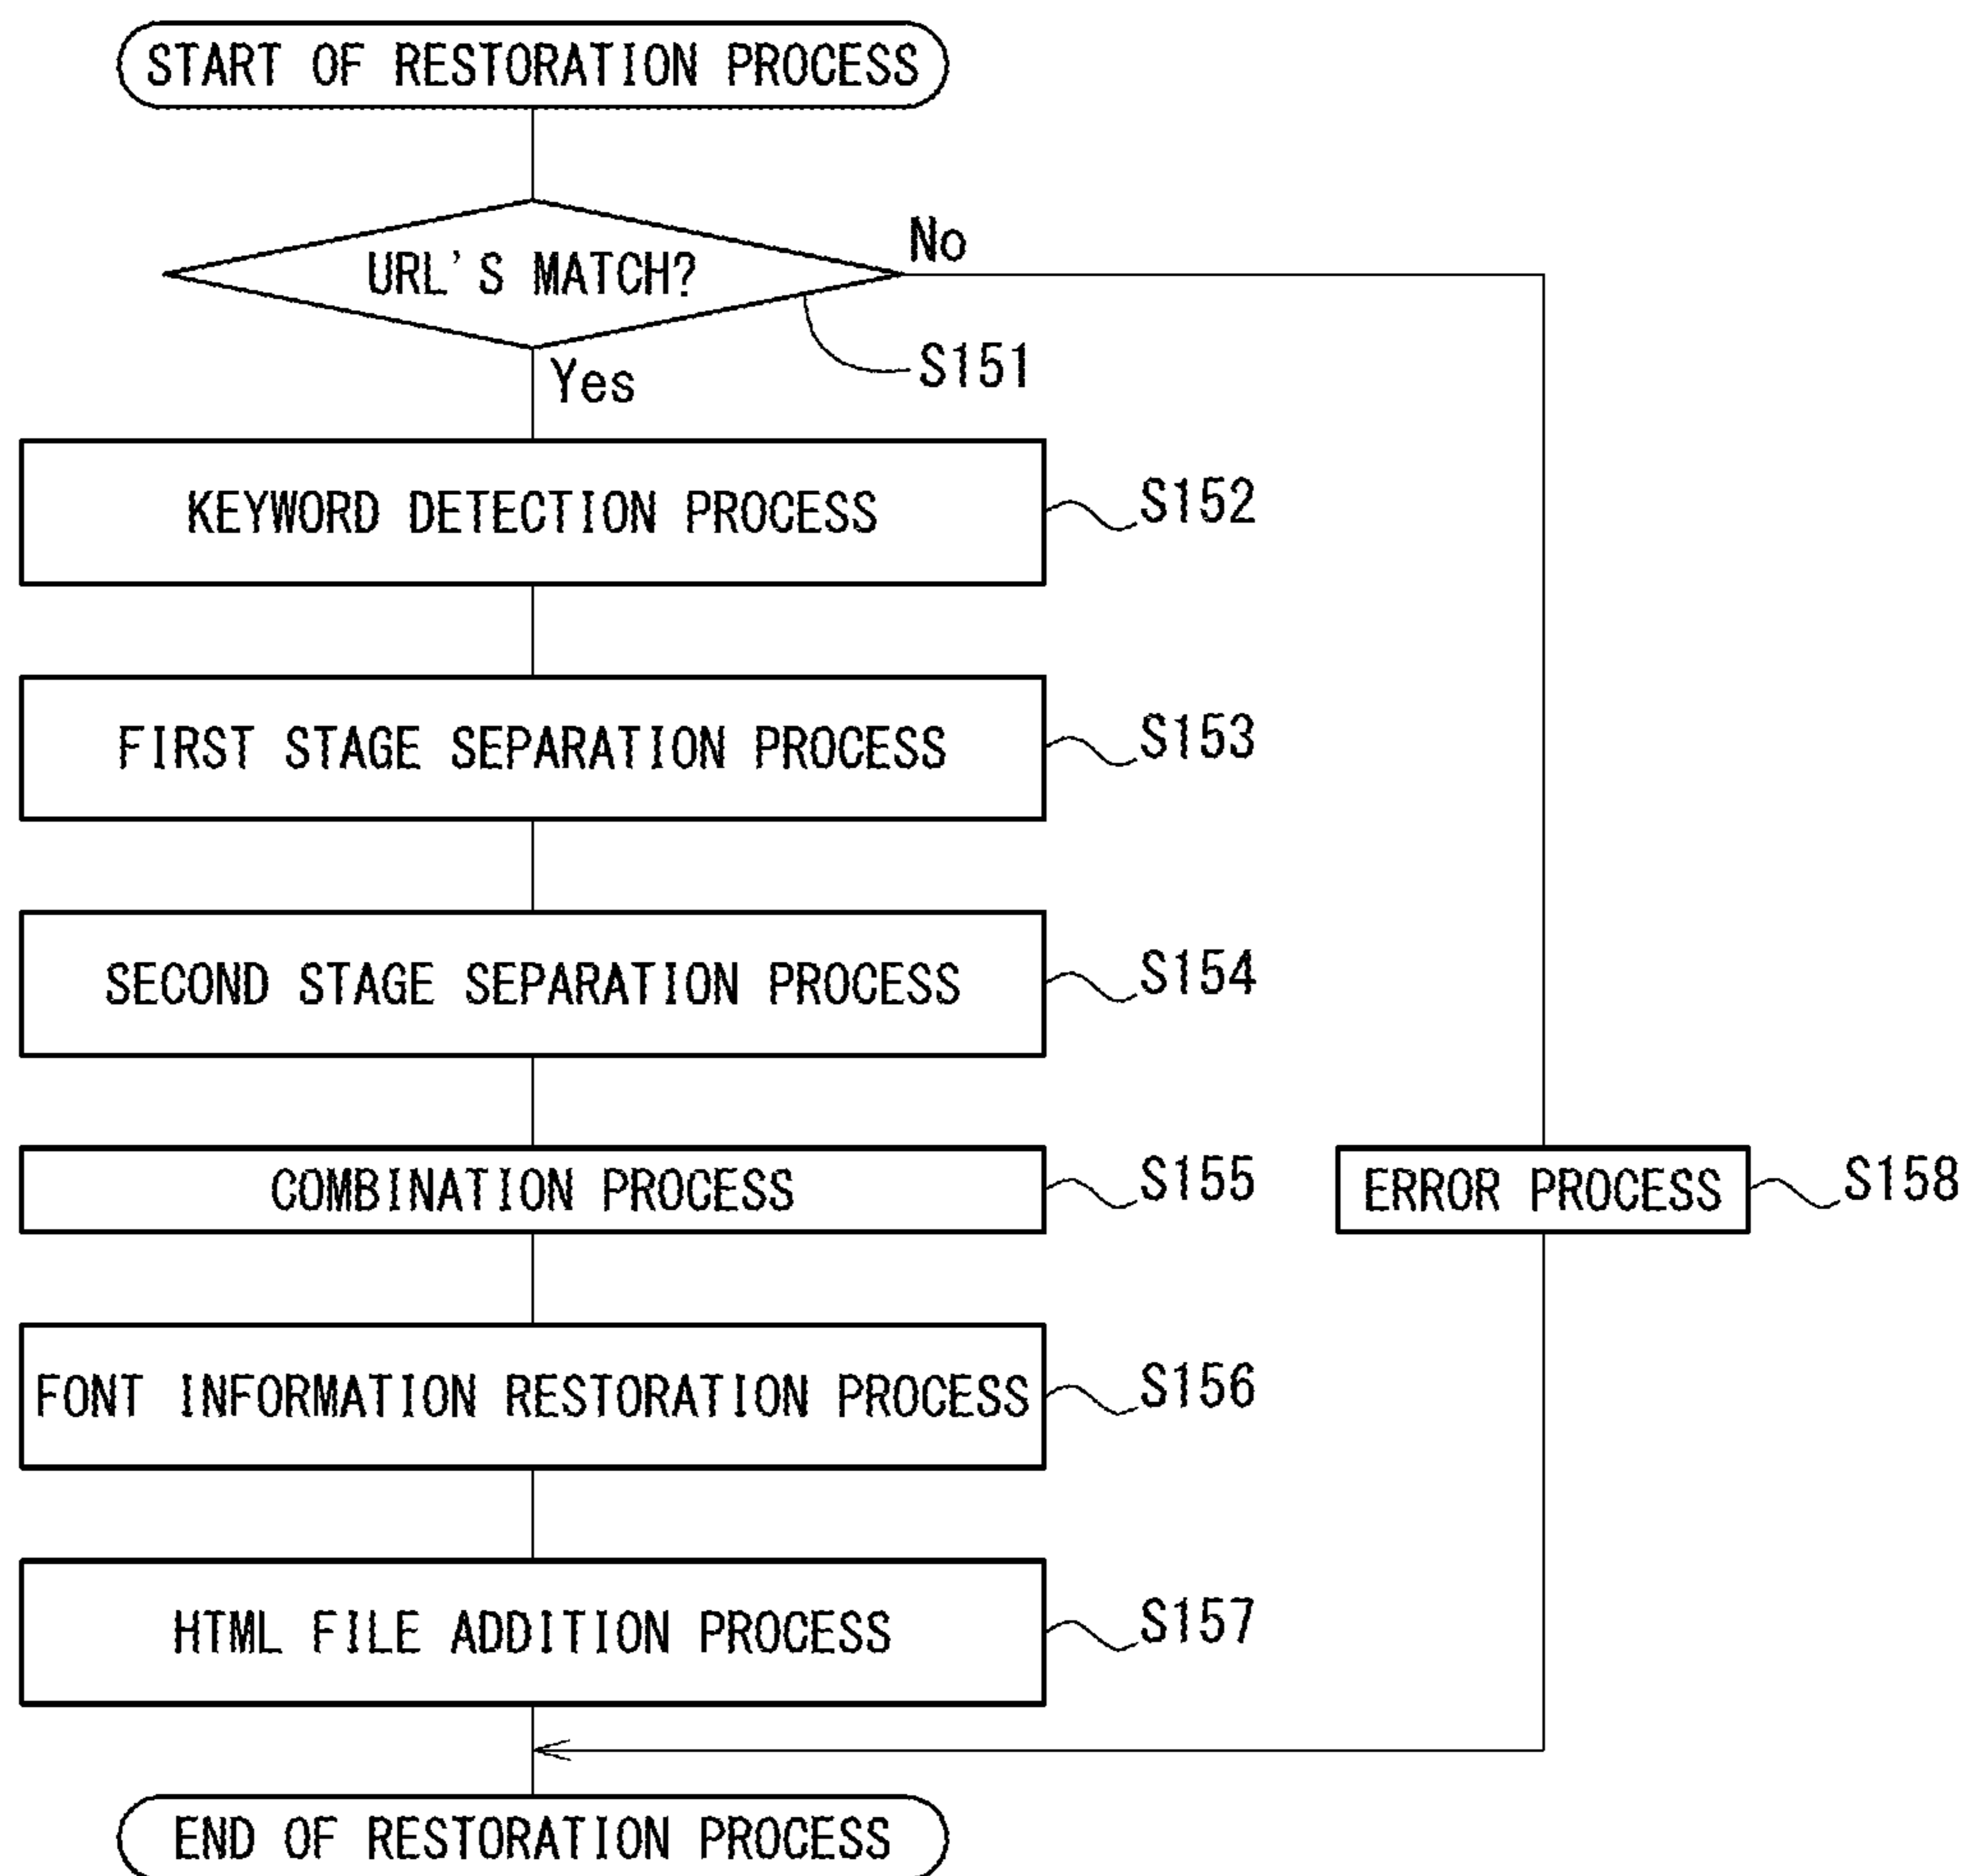 START OF RESTORATION PROCESS
URL'S MATCH?
No
S151
Yes
KEYWORD DETECTION PROCESS
S152
FIRST STAGE SEPARATION PROCESS
S153
SECOND STAGE SEPARATION PROCESS
S154
COMBINATION PROCESS
S155
ERROR PROCESS
S158
FONT INFORMATION RESTORATION PROCESS
S156
HTML FILE ADDITION PROCESS
S157
END OF RESTORATION PROCESS